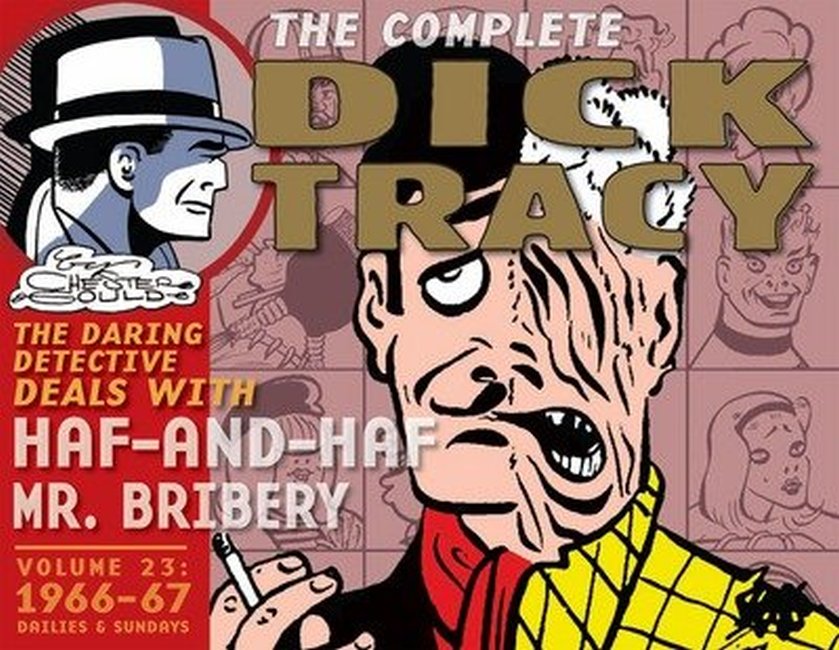 THE COMPLETE
DICK
TRACY
By
CHESTER
GOULD
THE DARING
DETECTIVE
DEALS WITH
HAF-AND-HAF
MR. BRIBERY
VOLUME 23:
1966-67
DAILIES & SUNDAYS